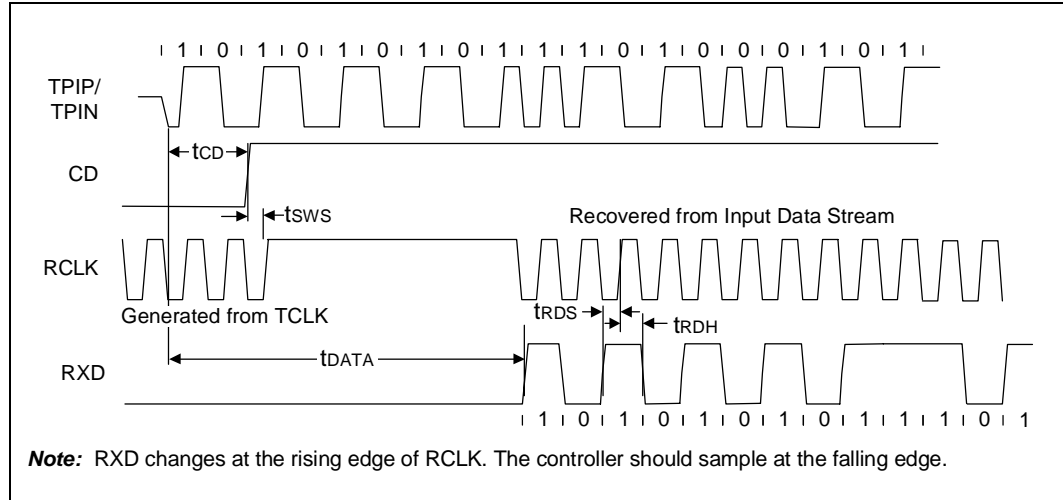 1 0 1 0 1 0 1 0 1 1 1 0 1 0 0 0 1 0 1
TPIP/
TPIN
tCD
CD
tSWS
Recovered from Input Data Stream
RCLK
Generated from TCLK
tRDS
tRDH
tDATA
RXD
1 0 1 0 1 0 1 0 1 1 1 0 1
Note: RXD changes at the rising edge of RCLK. The controller should sample at the falling edge.